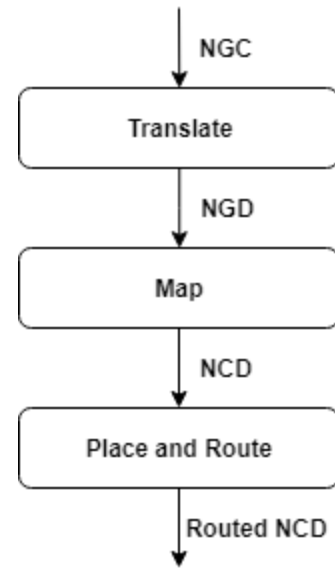 NGC
Translate
NGD
Map
NCD
Place and Route
Routed NCD